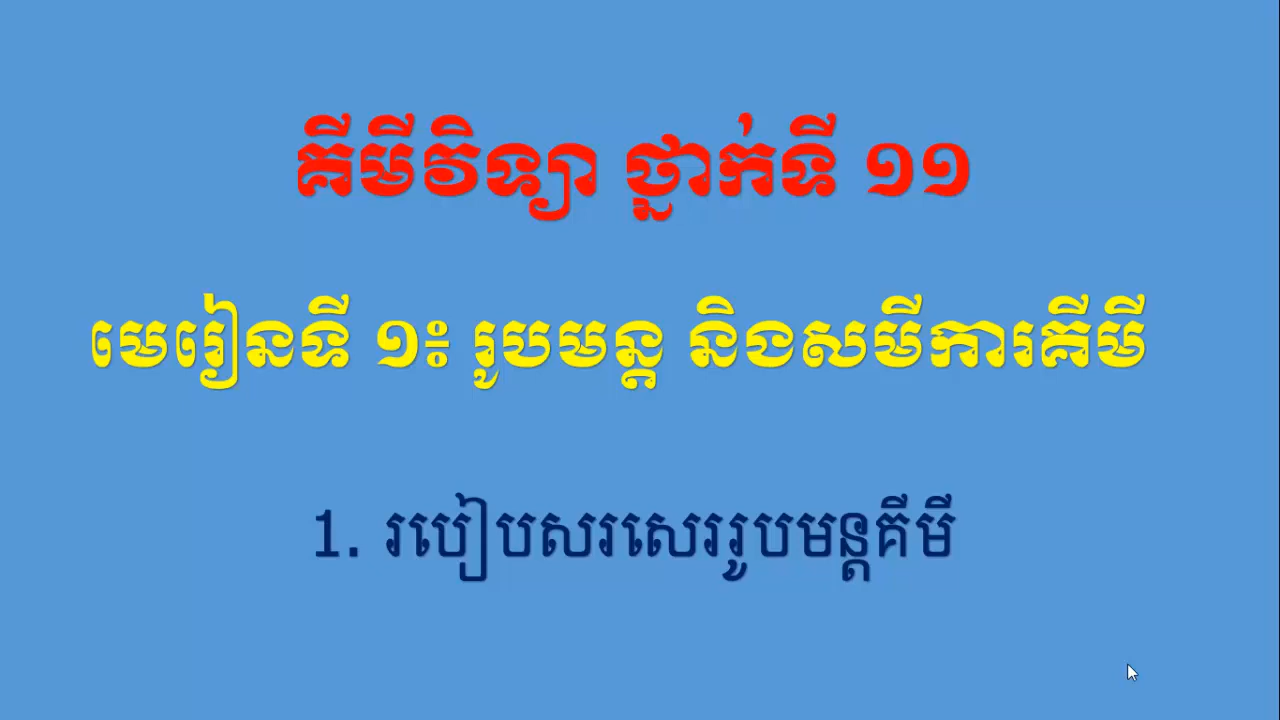 គីមីវិទ្យា ថ្នាក់ទី ១១
មេរៀនទី ១៖ រូបមន្ត និងសមីការគីមី
1. របៀបសរសេររូបមន្តគីមី